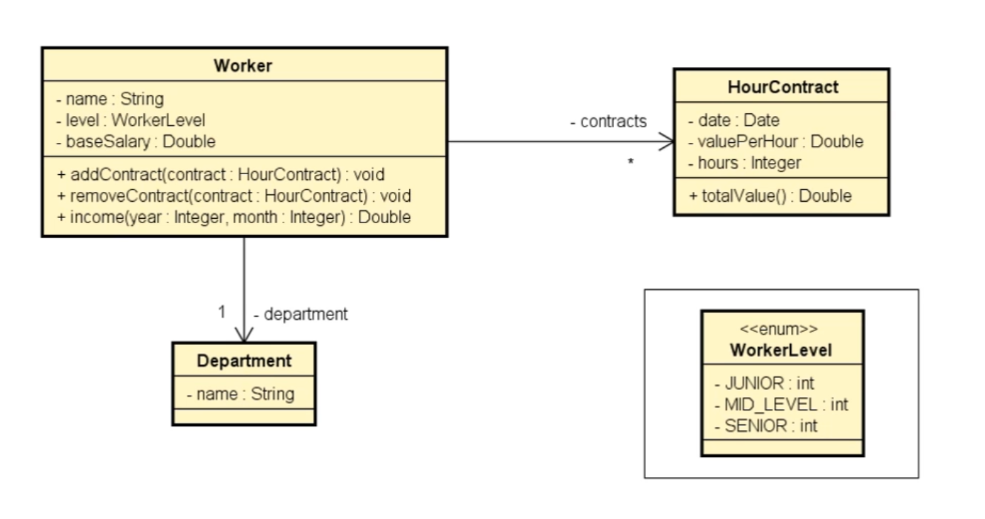 Worker
- name : String
- level : WorkerLevel
- baseSalary : Double
+ addContract(contract : HourContract) : void
+ removeContract(contract : HourContract) : void
+ income(year : Integer, month : Integer) : Double
- contracts
*
HourContract
- date : Date
- valuePerHour : Double
- hours : Integer
+ totalValue() : Double
1
- department
Department
- name : String
<<enum>>
WorkerLevel
- JUNIOR : int
- MID_LEVEL : int
- SENIOR : int